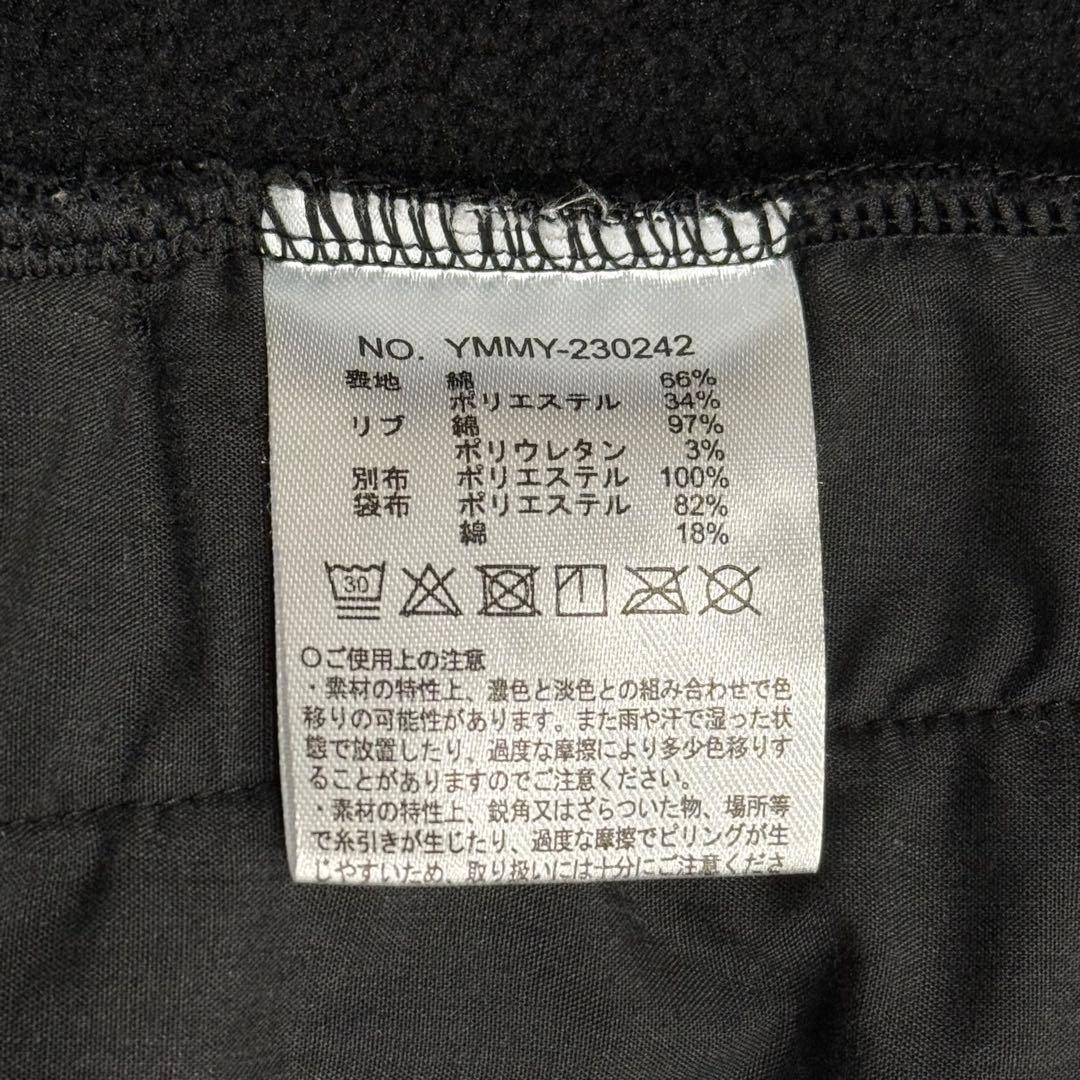 NO. YMMY-230242
表地 綿 66%
ポリエステル 34%
リブ 綿 97%
ポリウレタン 3%
別布 ポリエステル 100%
袋布 ポリエステル 82%
綿 18%
30
○ご使用上の注意
・素材の特性上、濃色と淡色との組み合わせで色
移りの可能性があります。また雨や汗で湿った状
態で放置したり、過度な摩擦により多少色移りす
ることがありますのでご注意ください。
・素材の特性上、鋭角又はざらついた物、場所等
で糸引きが生じたり、過度な摩擦でピリングが生
じやすいため、取り扱いには十分にご注意くださ